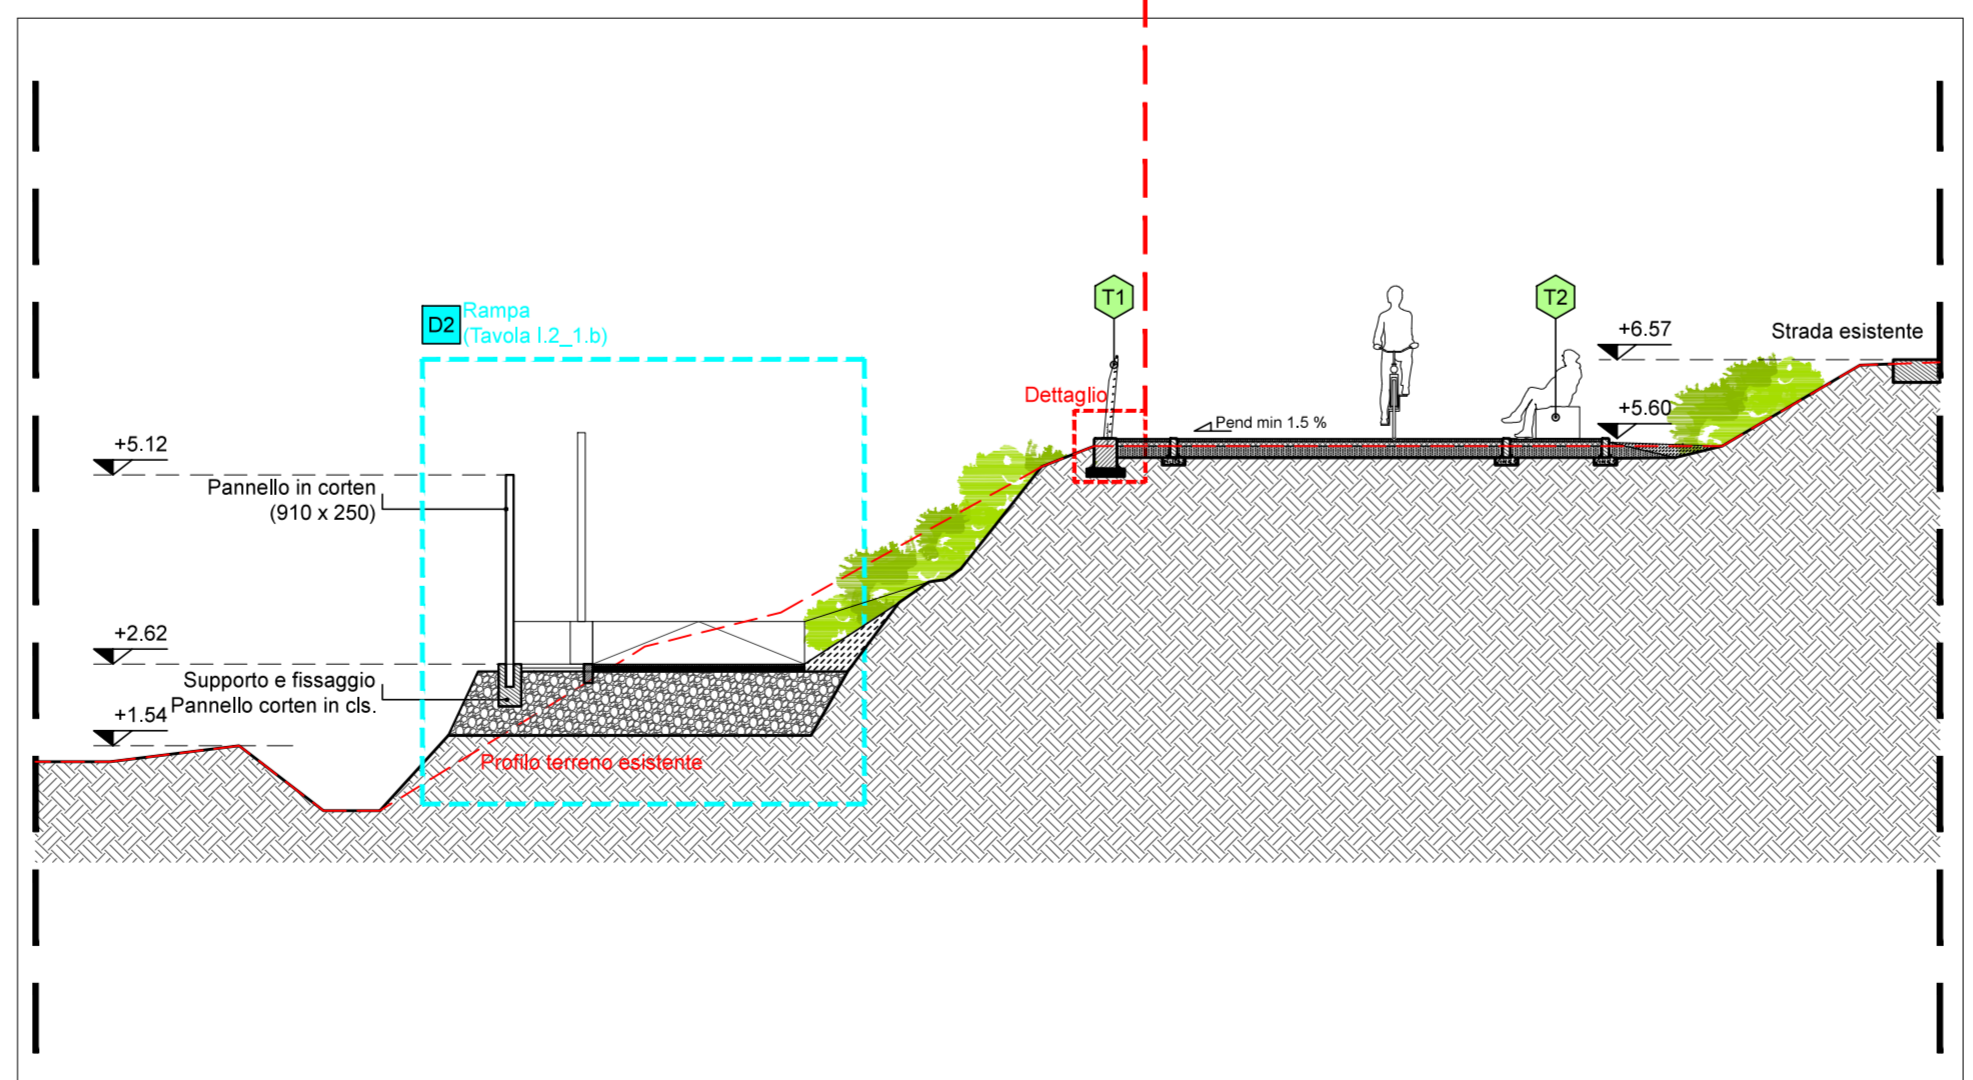 T1
T2
D2
Rampa
(Tavola I.2_1.b)
+6.57
Strada esistente
Dettaglio
Pend min 1.5 %
+5.60
+5.12
Pannello in corten
(910 x 250)
+2.62
Supporto e fissaggio
Pannello corten in cls.
+1.54
Profilo terreno esistente